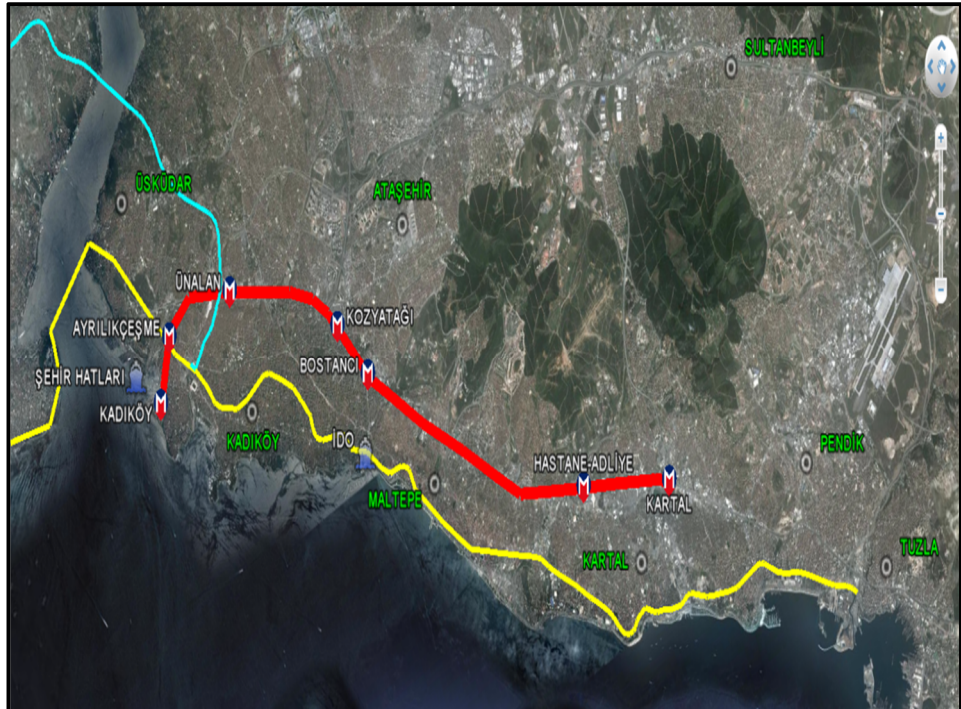 SULTANBEYLİ
ÜSKÜDAR
ATAŞEHİR
ÜNALAN
KOZYATAĞI
AYRILIKÇEŞME
BOSTANCI
ŞEHİR HATLARI
KADIKÖY
KADIKÖY
İDO
PENDİK
HASTANE-ADLİYE
MALTEPE
KARTAL
KARTAL
TUZLA